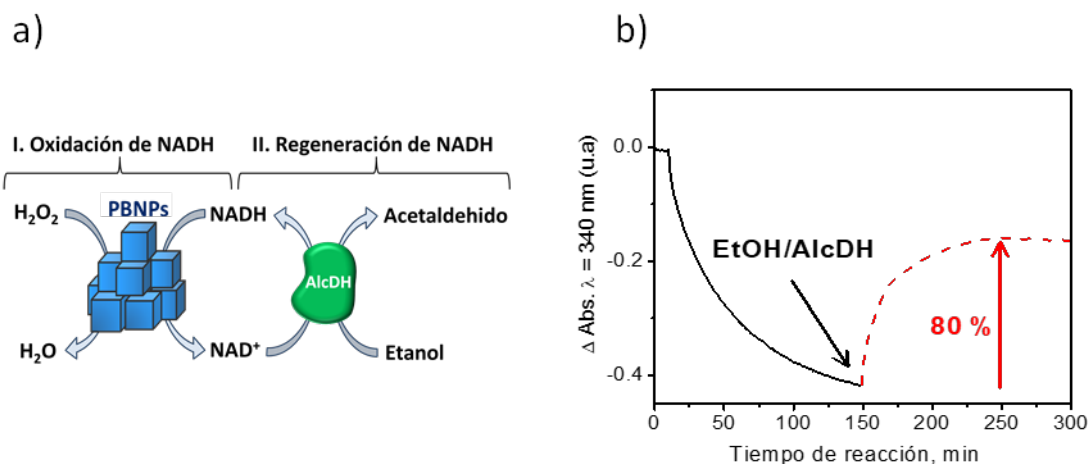 a)
I. Oxidación de NADH
II. Regeneración de NADH
H₂O₂
PBNPs
NADH
Acetaldehido
AlcDH
H₂O
NAD⁺
Etanol
b)
Δ Abs. λ = 340 nm (u.a)
0.0
-0.2
-0.4
EtOH/AlcDH
80 %
0
50
100
150
200
250
300
Tiempo de reacción, min